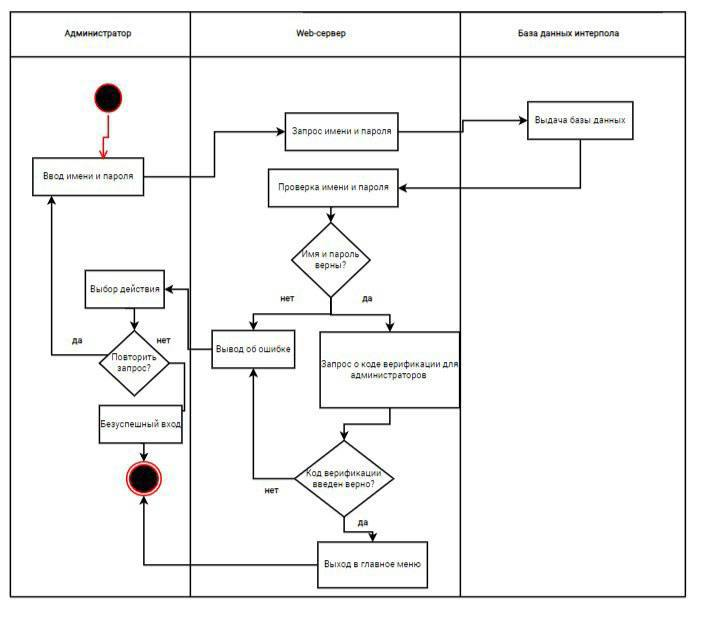 Администратор
Web-сервер
База данных интерпола
Выдача базы данных
Запрос имени и пароля
Ввод имени и пароля
Проверка имени и пароля
Имя и пароль
верны?
Выбор действия
нет
да
да
нет
Повторить
запрос?
Вывод об ошибке
Запрос о коде верификации для
администраторов
Безуспешный вход
Код верификации
введен верно?
нет
да
Выход в главное меню